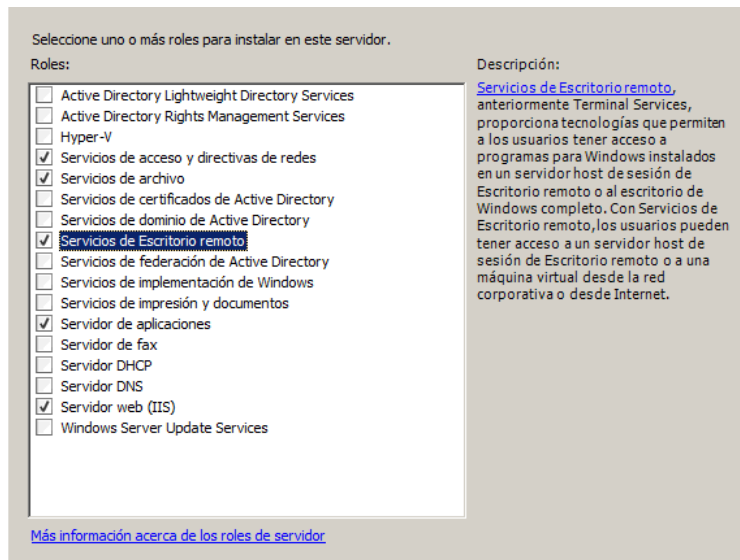 Seleccione uno o más roles para instalar en este servidor.
Roles:
Active Directory Lightweight Directory Services
Active Directory Rights Management Services
Hyper-V
Servicios de acceso y directivas de redes
Servicios de archivo
Servicios de certificados de Active Directory
Servicios de dominio de Active Directory
Servicios de Escritorio remoto
Servicios de federación de Active Directory
Servicios de implementación de Windows
Servicios de impresión y documentos
Servidor de aplicaciones
Servidor de fax
Servidor DHCP
Servidor DNS
Servidor web (IIS)
Windows Server Update Services
Más información acerca de los roles de servidor
Descripción:
Servicios de Escritorio remoto,
anteriormente Terminal Services,
proporciona tecnologías que permiten
a los usuarios tener acceso a
programas para Windows instalados
en un servidor host de sesión de
Escritorio remoto o al escritorio de
Windows completo. Con Servicios de
Escritorio remoto, los usuarios pueden
tener acceso a un servidor host de
sesión de Escritorio remoto o a una
máquina virtual desde la red
corporativa o desde Internet.